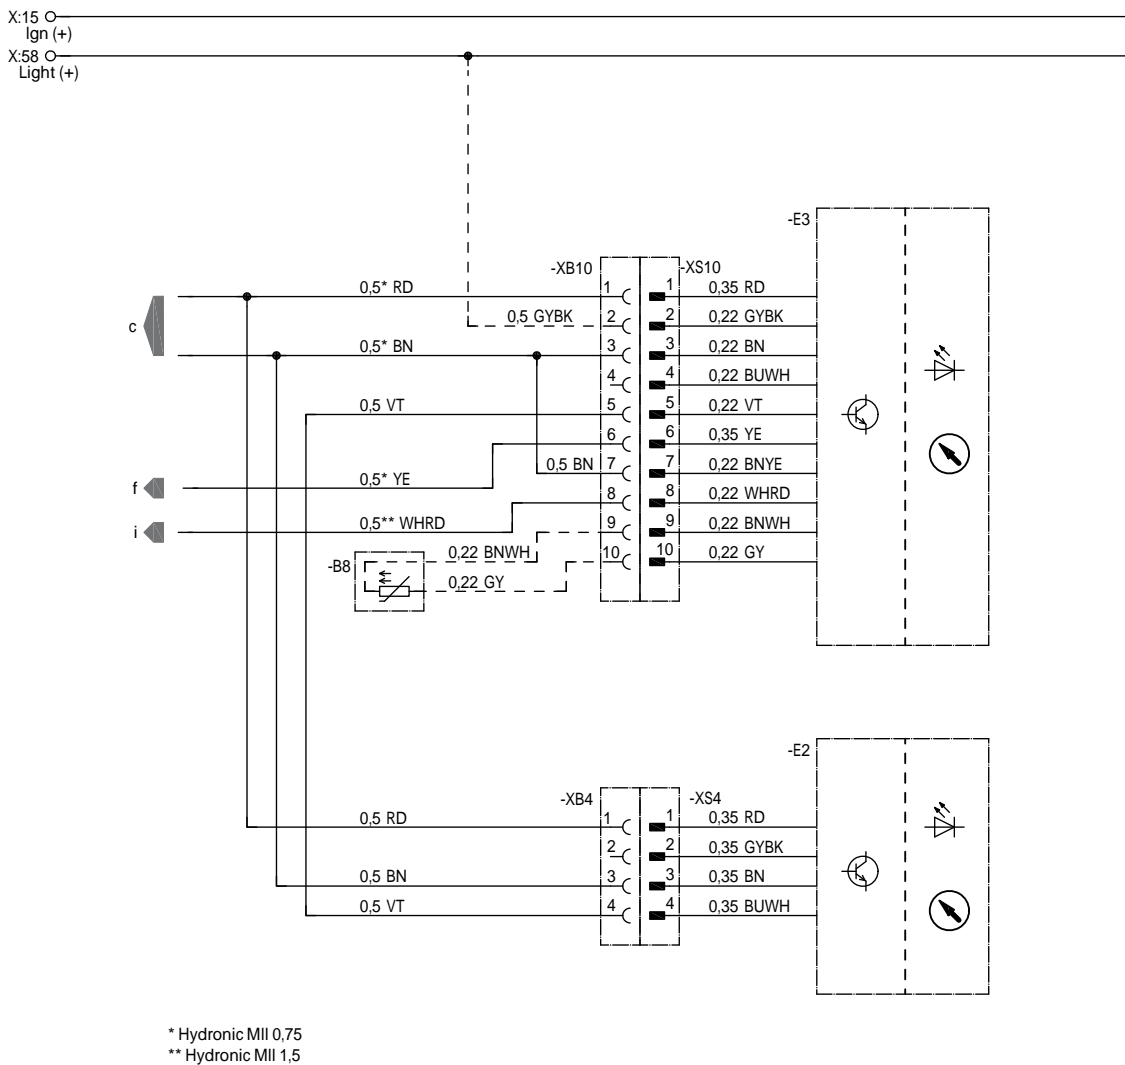 X:15
Ign (+)
X:58
Light (+)
-E3
-XB10
-XS10
0,5* RD
1
1
0,35 RD
c
0,5 GYBK
2
2
0,22 GYBK
0,5* BN
3
3
0,22 BN
4
4
0,22 BUWH
0,5 VT
5
5
0,22 VT
6
6
0,35 YE
f
0,5* YE
0,5 BN
7
7
0,22 BNYE
8
8
0,22 WHRD
i
0,5** WHRD
9
9
0,22 BNWH
-B8
0,22 BNWH
10
10
0,22 GY
0,22 GY
-E2
-XB4
-XS4
0,5 RD
1
1
0,35 RD
2
2
0,35 GYBK
0,5 BN
3
3
0,35 BN
0,5 VT
4
4
0,35 BUWH
* Hydronic MII 0,75
** Hydronic MII 1,5